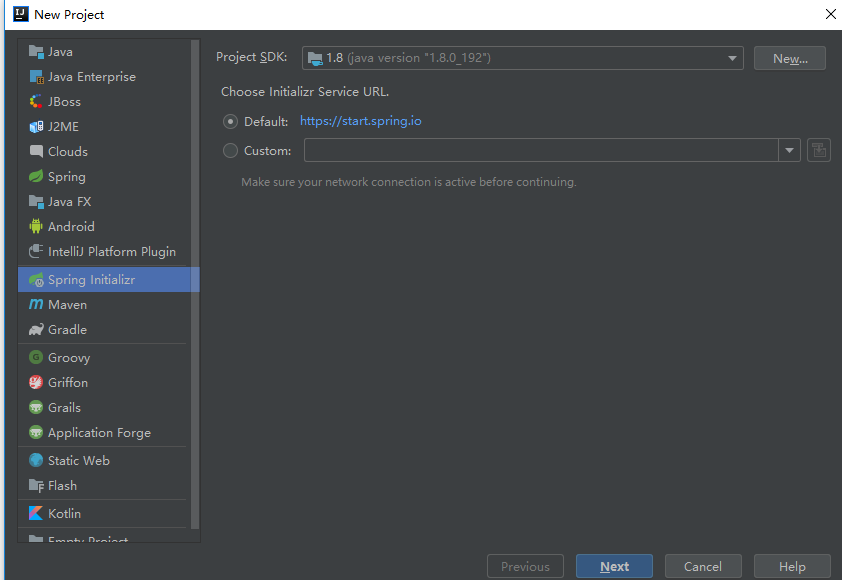 New Project
Java
Java Enterprise
JBoss
J2ME
Clouds
Spring
Java FX
Android
IntelliJ Platform Plugin
Spring Initializr
Maven
Gradle
Groovy
Griffon
Grails
Application Forge
Static Web
Flash
Kotlin
Empty Project
Project SDK: 1.8 (java version "1.8.0_192") New...
Choose Initializr Service URL.
Default: https://start.spring.io
Custom:
Make sure your network connection is active before continuing.
Previous Next Cancel Help